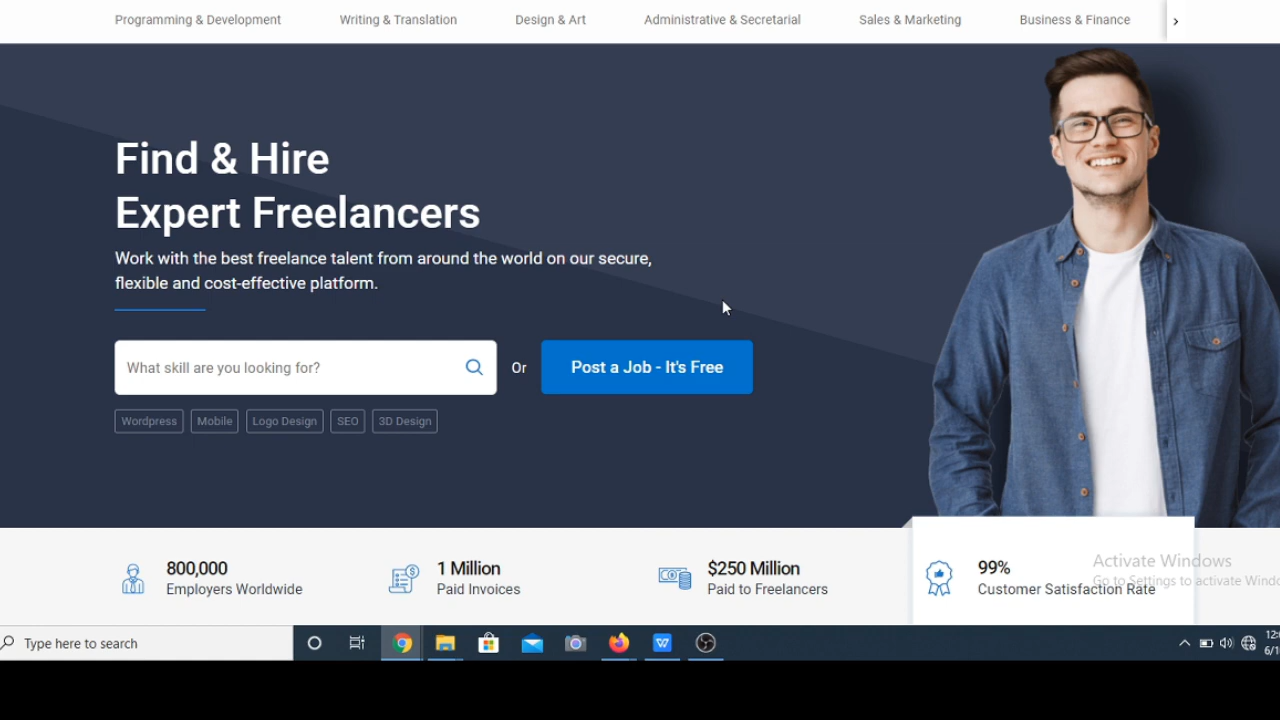 Programming & Development
Writing & Translation
Design & Art
Administrative & Secretarial
Sales & Marketing
Business & Finance
Find & Hire
Expert Freelancers
Work with the best freelance talent from around the world on our secure,
flexible and cost-effective platform.
What skill are you looking for?
Or
Post a Job - It's Free
Wordpress
Mobile
Logo Design
SEO
3D Design
800,000
Employers Worldwide
1 Million
Paid Invoices
$250 Million
Paid to Freelancers
99%
Customer Satisfaction Rate
Activate Windows
Go to Settings to activate
Type here to search